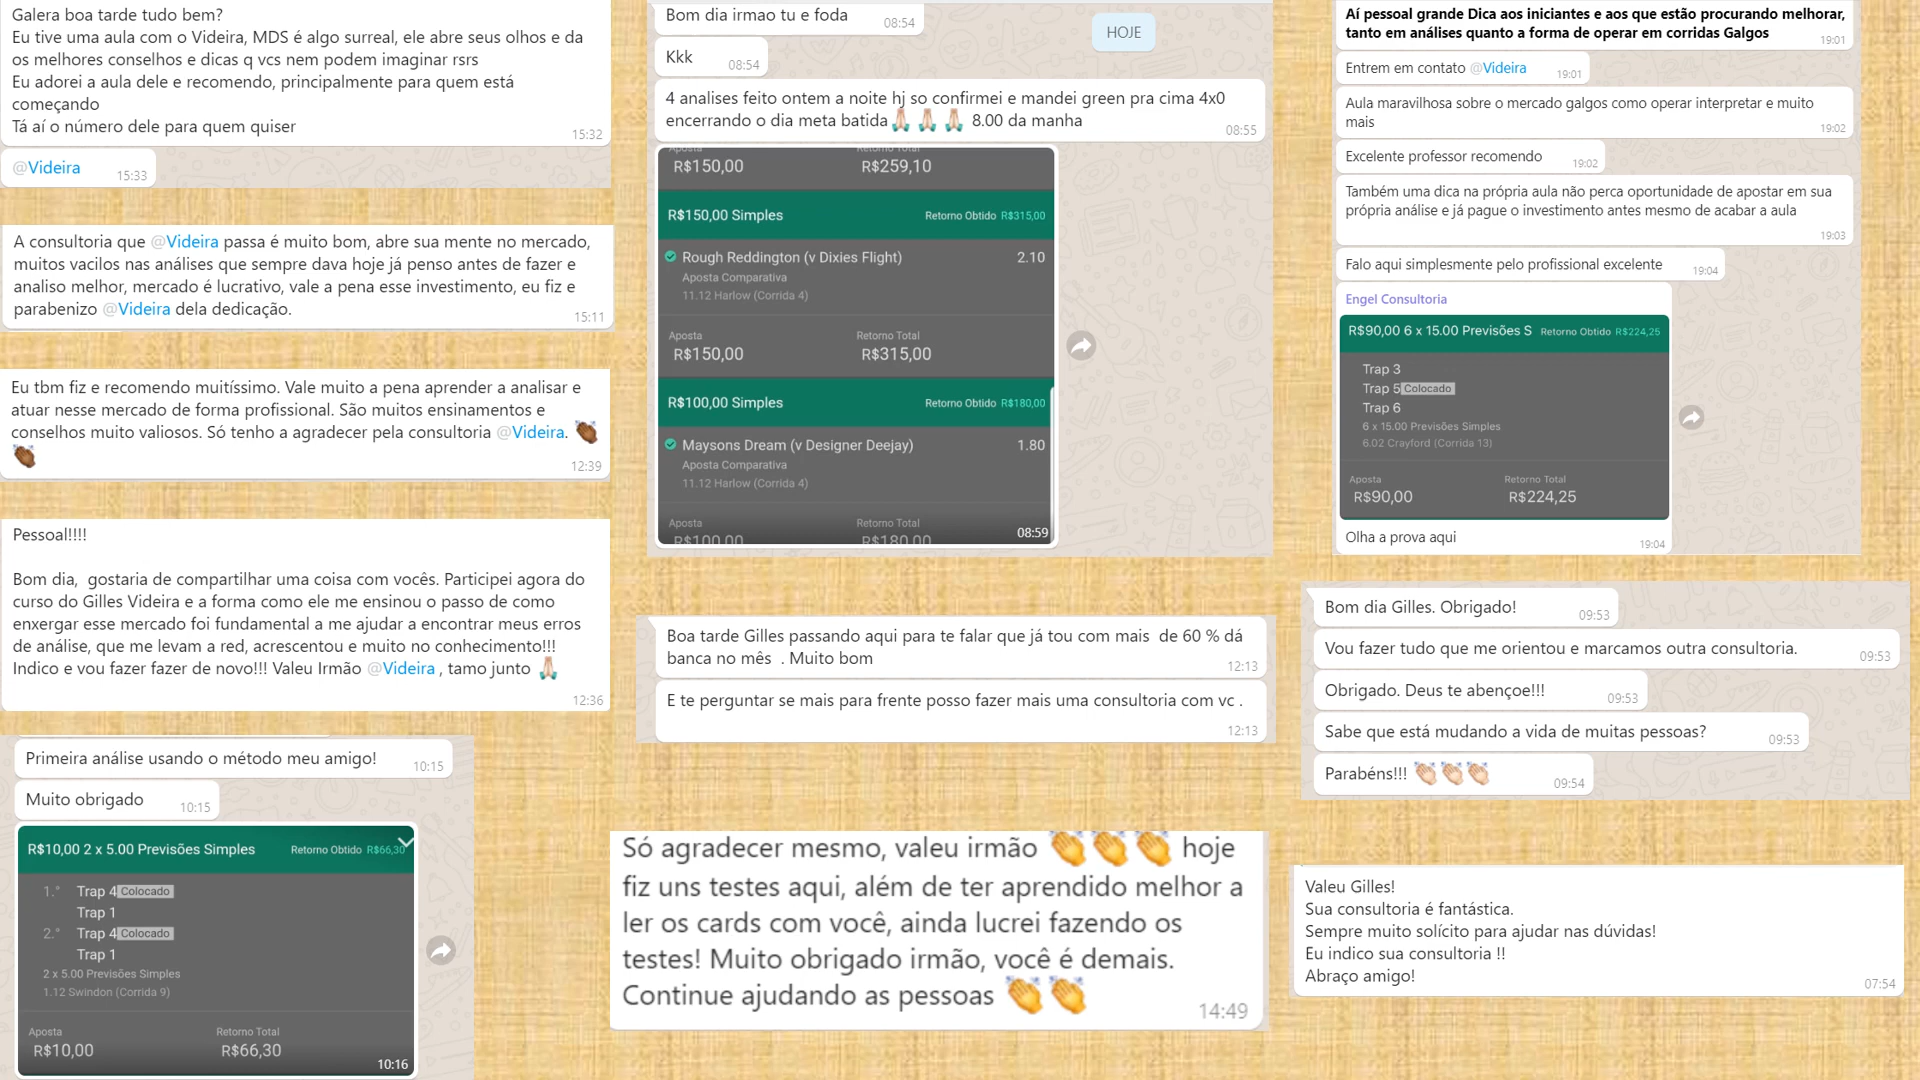 Galera boa tarde tudo bem?
Eu tive uma aula com o Videira, MDS é algo surreal, ele abre seus olhos e da
os melhores conselhos e dicas q vcs nem podem imaginar rsrs
Eu adorei a aula dele e recomendo, principalmente para quem está
começando
Tá aí o número dele para quem quiser
15:32
@Videira 15:33
A consultoria que @Videira passa é muito bom, abre sua mente no mercado,
muitos vacilos nas análises que sempre dava hoje já penso antes de fazer e
analiso melhor, mercado é lucrativo, vale a pena esse investimento, eu fiz e
parabenizo @Videira dela dedicação.
15:11
Eu tbm fiz e recomendo muitíssimo. Vale muito a pena aprender a analisar e
atuar nesse mercado de forma profissional. São muitos ensinamentos e
conselhos muito valiosos. Só tenho a agradecer pela consultoria @Videira. 👏🏾
👏🏾
12:39
Pessoal!!!!
Bom dia, gostaria de compartilhar uma coisa com vocês. Participei agora do
curso do Gilles Videira e a forma como ele me ensinou o passo de como
enxergar esse mercado foi fundamental a me ajudar a encontrar meus erros
de análise, que me levam a red, acrescentou e muito no conhecimento!!!
Indico e vou fazer fazer de novo!!! Valeu Irmão @Videira , tamo junto 🙏🏻
12:36
Primeira análise usando o método meu amigo! 10:15
Muito obrigado 10:15
R$10,00 2 x 5.00 Previsões Simples Retorno Obtido R$66,30
1.° Trap 4 Colocado
Trap 1
2.° Trap 4 Colocado
Trap 1
2 x 5.00 Previsões Simples
1.12 Swindon (Corrida 9)
Aposta Retorno Total
R$10,00 R$66,30
10:16
Bom dia irmao tu e foda 08:54
HOJE
Kkk 08:54
4 analises feito ontem a noite hj so confirmei e mandei green pra cima 4x0
encerrando o dia meta batida🙏🏻 🙏🏻 🙏🏻 8.00 da manha
08:55
Aposta Retorno Total
R$150,00 R$259,10
R$150,00 Simples Retorno Obtido R$315,00
Rough Reddington (v Dixies Flight) 2.10
Aposta Comparativa
11.12 Harlow (Corrida 4)
Aposta Retorno Total
R$150,00 R$315,00
R$100,00 Simples Retorno Obtido R$180,00
Maysons Dream (v Designer Deejay) 1.80
Aposta Comparativa
11.12 Harlow (Corrida 4)
Aposta Retorno Total
R$100,00 R$180,00
08:59
Boa tarde Gilles passando aqui para te falar que já tou com mais de 60 % dá
banca no mês . Muito bom
12:13
E te perguntar se mais para frente posso fazer mais uma consultoria com vc .
12:13
Só agradecer mesmo, valeu irmão 👏👏👏 hoje
fiz uns testes aqui, além de ter aprendido melhor a
ler os cards com você, ainda lucrei fazendo os
testes! Muito obrigado irmão, você é demais.
Continue ajudando as pessoas 👏👏
14:49
Aí pessoal grande Dica aos iniciantes e aos que estão procurando melhorar,
tanto em análises quanto a forma de operar em corridas Galgos
19:01
Entrem em contato @Videira 19:01
Aula maravilhosa sobre o mercado galgos como operar interpretar e muito
mais
19:02
Excelente professor recomendo 19:02
Também uma dica na própria aula não perca oportunidade de apostar em sua
própria análise e já pague o investimento antes mesmo de acabar a aula
19:03
Falo aqui simplesmente pelo profissional excelente 19:04
Engel Consultoria
R$90,00 6 x 15.00 Previsões S Retorno Obtido R$224,25
Trap 3
Trap 5 Colocado
Trap 6
6 x 15.00 Previsões Simples
6.02 Crayford (Corrida 13)
Aposta Retorno Total
R$90,00 R$224,25
Olha a prova aqui
19:04
Bom dia Gilles. Obrigado! 09:53
Vou fazer tudo que me orientou e marcamos outra consultoria. 09:53
Obrigado. Deus te abençoe!!! 09:53
Sabe que está mudando a vida de muitas pessoas? 09:53
Parabéns!!! 👏🏻👏🏻👏🏻 09:54
Valeu Gilles!
Sua consultoria é fantástica.
Sempre muito solícito para ajudar nas dúvidas!
Eu indico sua consultoria !!
Abraço amigo!
07:54